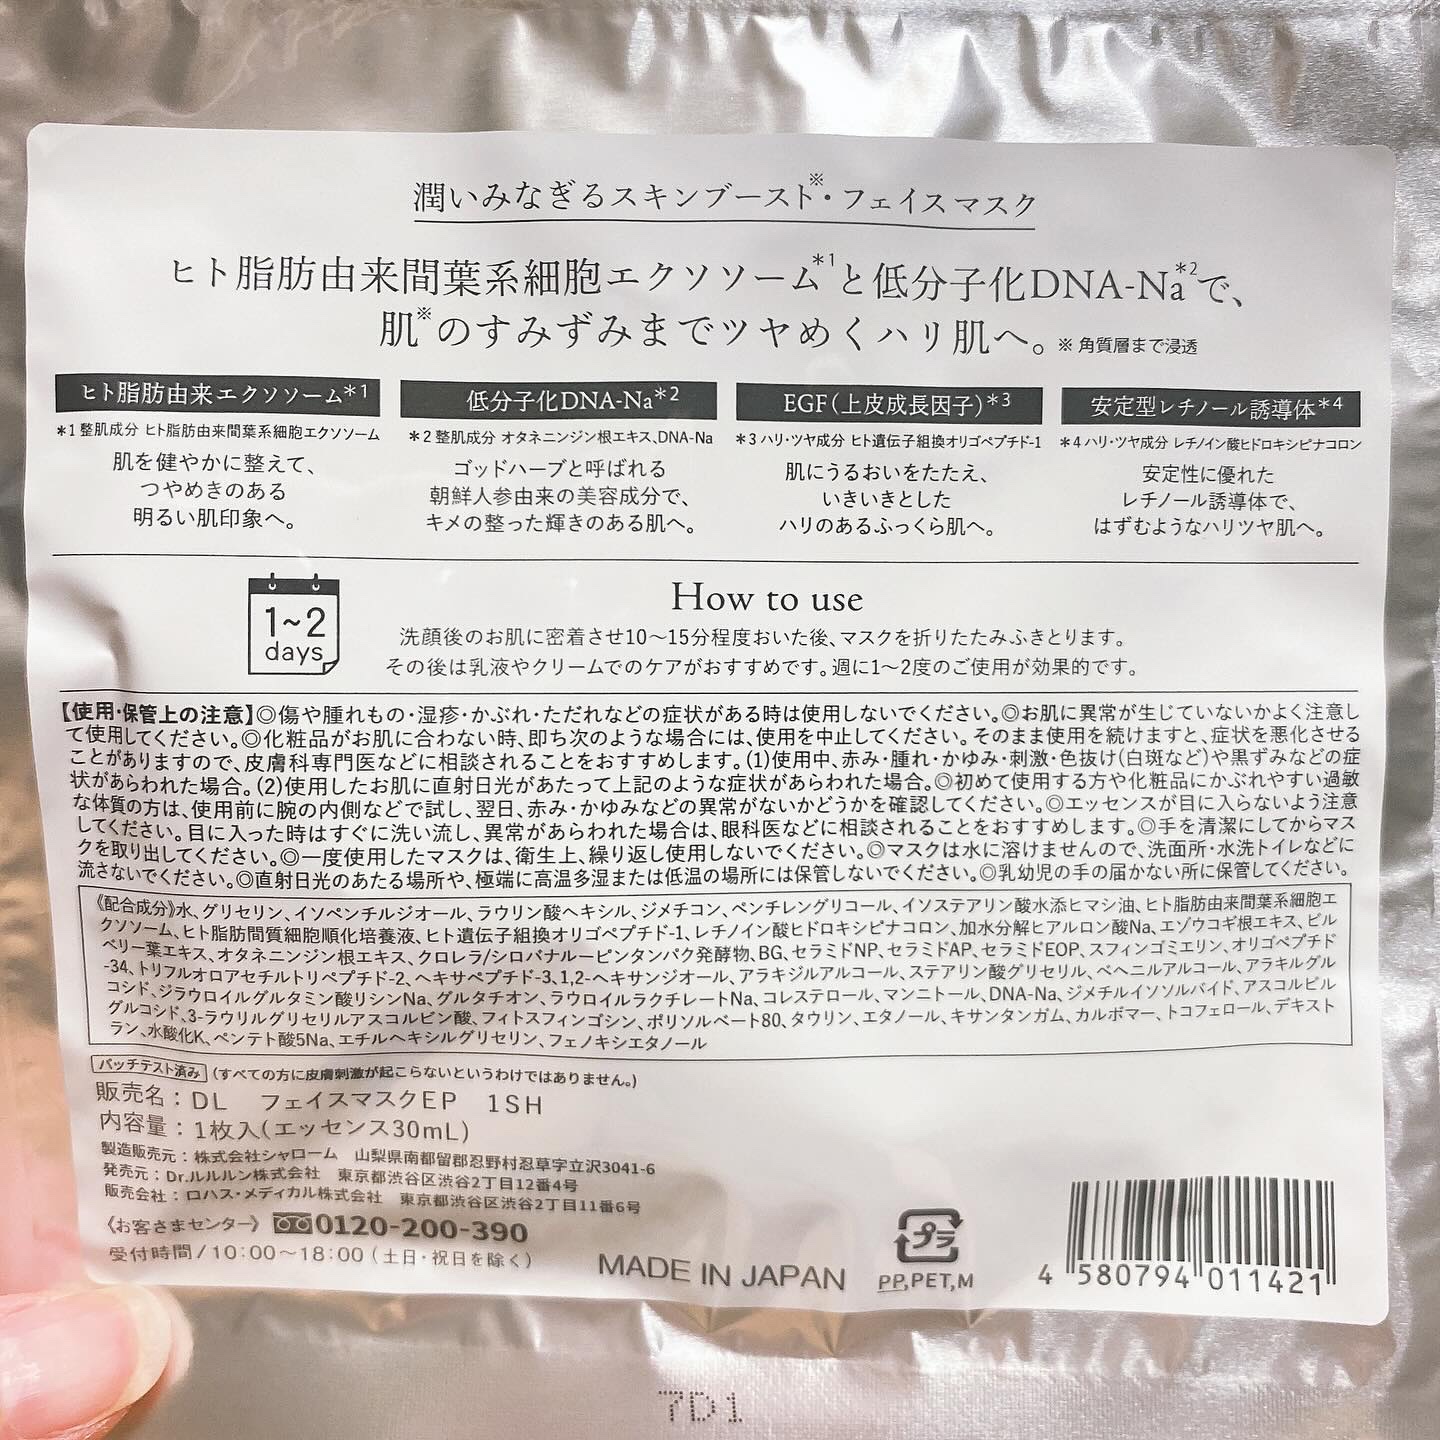 潤いみなぎるスキンブースト※・フェイスマスク
ヒト脂肪由来間葉系細胞エクソソーム*1と低分子化DNA-Na*2で、
肌※のすみずみまでツヤめくハリ肌へ。※角質層まで浸透
ヒト脂肪由来エクソソーム*1
*1 整肌成分 ヒト脂肪由来間葉系細胞エクソソーム
肌を健やかに整えて、
つやめきのある
明るい肌印象へ。
低分子化DNA-Na*2
*2 整肌成分 オタネニンジン根エキス、DNA-Na
ゴッドハーブと呼ばれる
朝鮮人参由来の美容成分で、
キメの整った輝きのある肌へ。
EGF(上皮成長因子)*3
*3 ハリ・ツヤ成分 ヒト遺伝子組換オリゴペプチド-1
肌にうるおいをたたえ、
いきいきとした
ハリのあるふっくら肌へ。
安定型レチノール誘導体*4
*4 ハリ・ツヤ成分 レチノイン酸ヒドロキシピナコロン
安定性に優れた
レチノール誘導体で、
はずむようなハリツヤ肌へ。
1~2
days
How to use
洗顔後のお肌に密着させ10〜15分程度おいた後、マスクを折りたたみふきとります。
その後は乳液やクリームでのケアがおすすめです。週に1〜2度のご使用が効果的です。
【使用・保管上の注意】◎傷や腫れもの・湿疹・かぶれ・ただれなどの症状がある時は使用しないでください。◎お肌に異常が生じていないかよく注意し
て使用してください。◎化粧品がお肌に合わない時、即ち次のような場合には、使用を中止してください。そのまま使用を続けますと、症状を悪化させる
ことがありますので、皮膚科専門医などに相談されることをおすすめします。(1)使用中、赤み・腫れ・かゆみ・刺激・色抜け(白斑など)や黒ずみなどの症
状があらわれた場合。(2)使用したお肌に直射日光があたって上記のような症状があらわれた場合。◎初めて使用する方や化粧品にかぶれやすい過敏
な体質の方は、使用前に腕の内側などで試し、翌日、赤み・かゆみなどの異常がないかどうかを確認してください。◎エッセンスが目に入らないよう注意
してください。目に入った時はすぐに洗い流し、異常があらわれた場合は、眼科医などに相談されることをおすすめします。◎手を清潔にしてからマス
クを取り出してください。◎一度使用したマスクは、衛生上、繰り返し使用しないでください。◎マスクは水に溶けませんので、洗面所・水洗トイレなどに
流さないでください。◎直射日光のあたる場所や、極端に高温多湿または低温の場所には保管しないでください。◎乳幼児の手の届かない所に保管してください。
《配合成分》水、グリセリン、イソペンチルジオール、ラウリン酸ヘキシル、ジメチコン、ペンチレングリコール、イソステアリン酸水添ヒマシ油、ヒト脂肪由来間葉系細胞エ
クソソーム、ヒト脂肪間質細胞順化培養液、ヒト遺伝子組換オリゴペプチド-1、レチノイン酸ヒドロキシピナコロン、加水分解ヒアルロン酸Na、エゾウコギ根エキス、ビル
ベリー葉エキス、オタネニンジン根エキス、クロレラ/シロバナルーピンタンパク発酵物、BG、セラミドNP、セラミドAP、セラミドEOP、スフィンゴミエリン、オリゴペプチド
-34、トリフルオロアセチルトリペプチド-2、ヘキサペプチド-3、1,2-ヘキサンジオール、アラキジルアルコール、ステアリン酸グリセリル、ベヘニルアルコール、アラキルグル
コシド、ジラウロイルグルタミン酸リシンNa、グルタチオン、ラウロイルラクチレートNa、コレステロール、マンニトール、DNA-Na、ジメチルイソソルバイド、アスコルビル
グルコシド、3-ラウリルグリセリルアスコルビン酸、フィトスフィンゴシン、ポリソルベート80、タウリン、エタノール、キサンタンガム、カルボマー、トコフェロール、デキスト
ラン、水酸化K、ペンテト酸5Na、エチルヘキシルグリセリン、フェノキシエタノール
パッチテスト済み (すべての方に皮膚刺激が起こらないというわけではありません。)
販売名：DL フェイスマスクEP 1SH
内容量：1枚入(エッセンス30mL)
製造販売元：株式会社シャローム 山梨県南都留郡忍野村忍草字立沢3041-6
発売元：Dr.ルルルン株式会社 東京都渋谷区渋谷2丁目12番4号
販売会社：ロハス・メディカル株式会社 東京都渋谷区渋谷2丁目11番6号
《お客さまセンター》0120-200-390
受付時間/10:00〜18:00(土日・祝日を除く)
MADE IN JAPAN
プラ
PP,PET,M
4 580794 011421
7D1